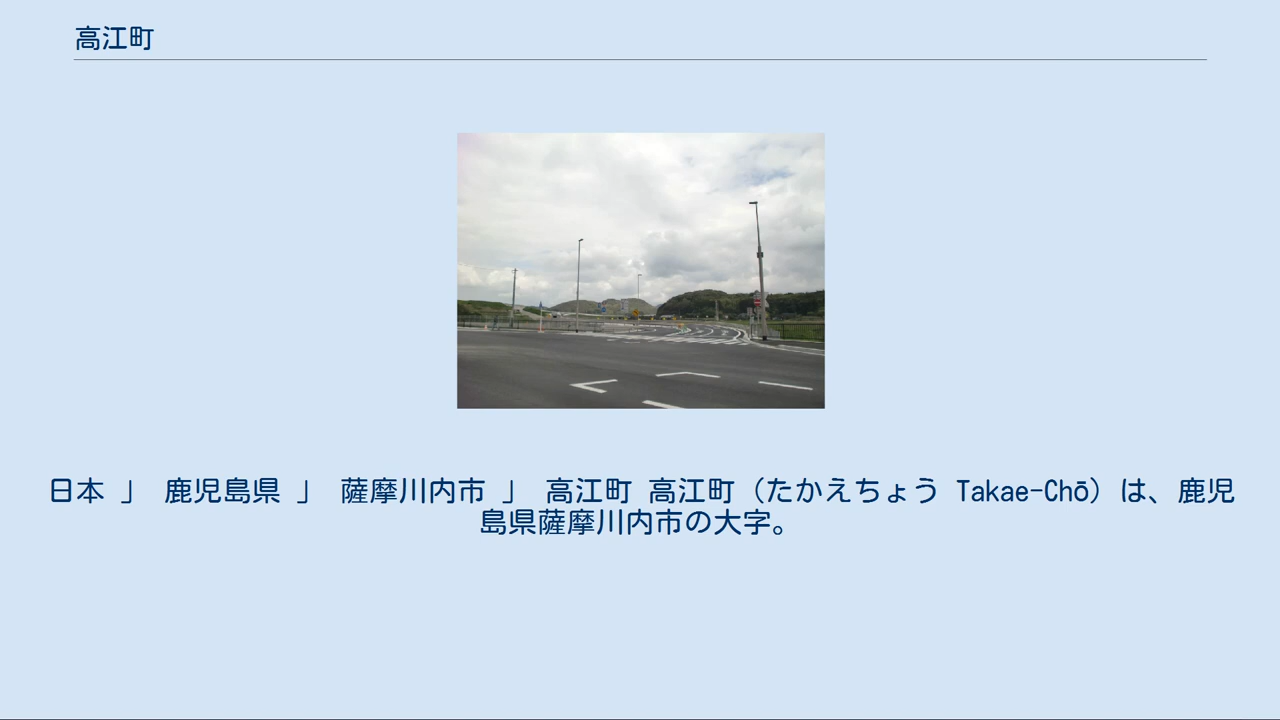 高江町
日本 」 鹿児島県 」 薩摩川内市 」 高江町 高江町（たかえちょう Takae-Chō）は、鹿児
島県薩摩川内市の大字。